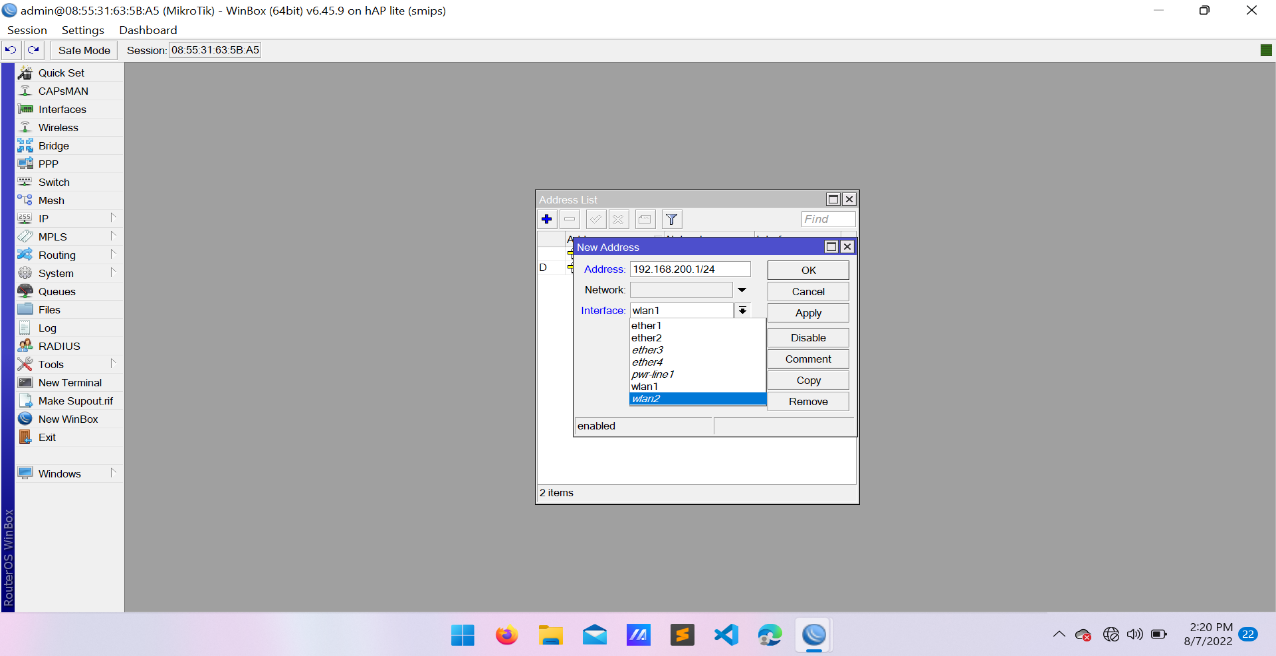 admin@08:55:31:63:5B:A5 (MikroTik) - WinBox (64bit) v6.45.9 on hAP lite (smips)
Session Settings Dashboard
Safe Mode Session: 08:55:31:63:5B:A5
Quick Set
CAPsMAN
Interfaces
Wireless
Bridge
PPP
Switch
Mesh
IP
MPLS
Routing
System
Queues
Files
Log
RADIUS
Tools
New Terminal
Make Supout.rif
New WinBox
Exit
Windows
RouterOS WinBox
Address List
Find
D
New Address
Address: 192.168.200.1/24
Network:
Interface: wlan1
ether1
ether2
ether3
ether4
pwr-line1
wlan1
wlan2
OK
Cancel
Apply
Disable
Comment
Copy
Remove
enabled
2 items
2:20 PM
8/7/2022
22